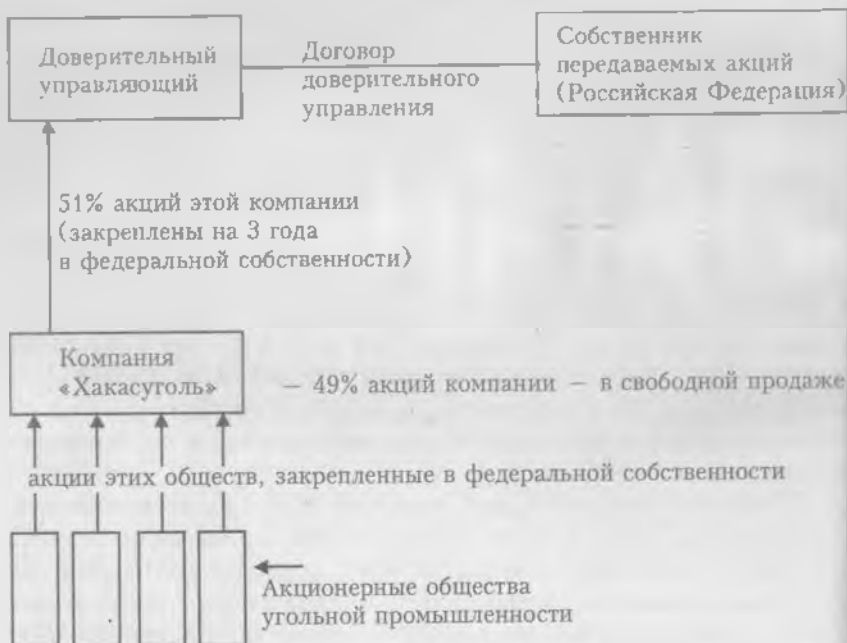 Доверительный
управляющий
Договор
доверительного
управления
Собственник
передаваемых акций
(Российская Федерация)
51% акций этой компании
(закреплены на 3 года
в федеральной собственности)
Компания
«Хакасуголь»
— 49% акций компании — в свободной продаже
акции этих обществ, закрепленные в федеральной собственности
Акционерные общества
угольной промышленности